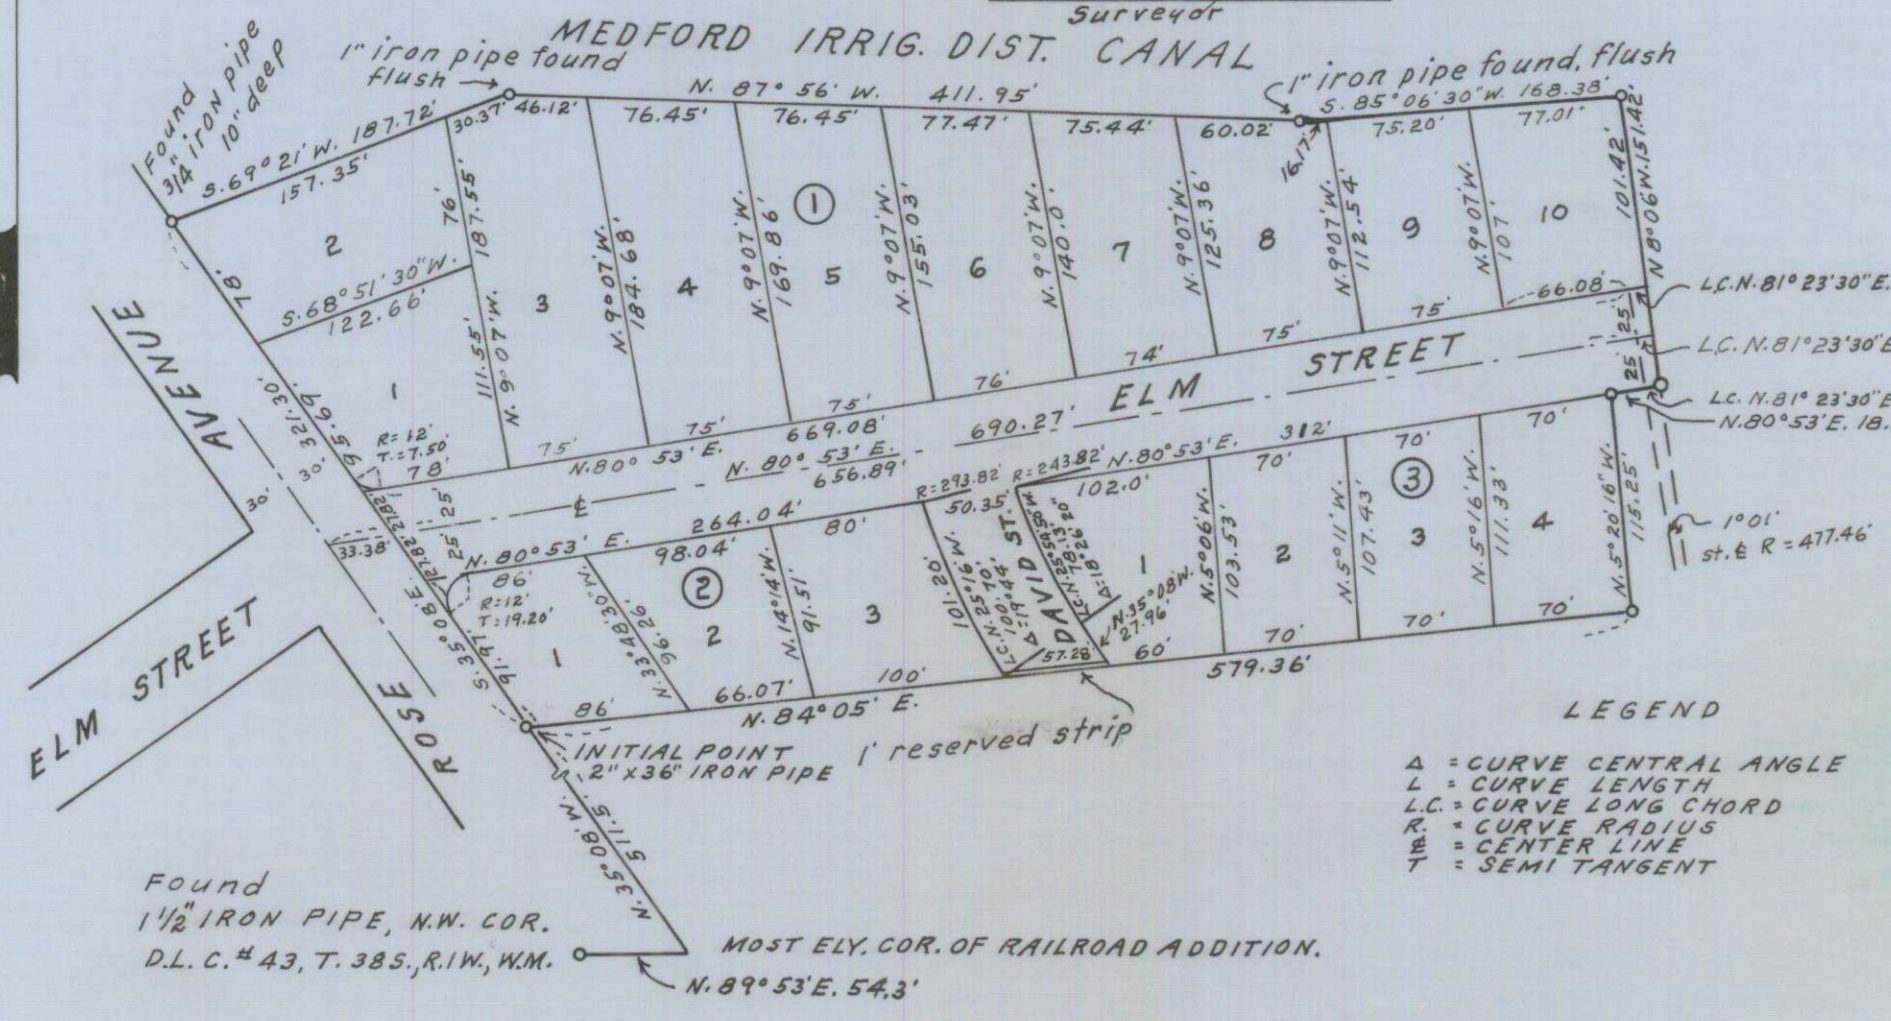 Surveyor
MEDFORD IRRIG. DIST. CANAL
Found
3/4" IRON PIPE
10" deep
1" iron pipe found
flush
1" iron pipe found, flush
S. 69° 21' W. 187.72'
157.35'
30.37'
46.12'
N. 87° 56' W. 411.95'
76.45'
76.45'
77.47'
75.44'
60.02'
16.17'
S. 85° 06' 30" W. 168.38'
75.20'
77.01'
101.42'
N 8° 06' W. 151.42'
2
76'
187.55'
S. 68° 51' 30" W.
122.66'
78'
1
111.55'
N. 9° 07' W.
3
N. 9° 07' W.
184.68'
4
N. 9° 07' W.
169.86'
1
5
N. 9° 07' W.
155.03'
6
N. 9° 07' W.
140.0'
7
N. 9° 07' W.
125.36'
8
N. 9° 07' W.
112.54'
9
N. 9° 07' W.
107'
10
66.08'
25'
25'
L.C. N. 81° 23' 30" E.
L.C. N. 81° 23' 30" E
L.C. N. 81° 23' 30" E
N. 80° 53' E. 18.
321.30'
95.69'
R = 12'
T. = 7.50'
78'
75'
75'
75'
76'
74'
75'
75'
N. 80° 53' E.
669.08'
N. 80° 53' E.
656.89'
690.27'
ELM STREET
AVENUE
30'
30'
27.82'
127.82'
25'
25'
33.38'
℄
N. 80° 53' E.
264.04'
86'
98.04'
80'
R = 293.82'
50.35'
R = 243.82'
N. 80° 53' E.
312'
102.0'
70'
70'
70'
R = 12'
T = 19.20'
1
N. 33° 48' 30" W.
96.26'
2
2
N. 14° 14' W.
91.51'
3
101.20'
L.C. N. 25° 16' W.
100.70'
Δ = 19° 44'
DAVID ST.
L.C. N. 25° 54' 50" W.
78.13'
Δ = 18° 26' 20"
N. 35° 08' W.
27.96'
1
N. 5° 06' W.
103.53'
2
N. 5° 11' W.
107.43'
3
3
N. 5° 16' W.
111.33'
4
N. 5° 20' 16" W.
115.25'
1° 01'
st. ℄ R = 477.46'
S. 35° 08' E.
91.97'
86'
66.07'
100'
57.28'
60'
70'
70'
70'
N. 84° 05' E.
579.36'
ELM STREET
ROSE
INITIAL POINT
2" x 36" IRON PIPE
1' reserved strip
N. 35° 08' W. 511.5'
LEGEND
Δ = CURVE CENTRAL ANGLE
L = CURVE LENGTH
L.C. = CURVE LONG CHORD
R. = CURVE RADIUS
℄ = CENTER LINE
T = SEMI TANGENT
Found
1 1/2" IRON PIPE, N.W. COR.
D.L.C. # 43, T. 38 S., R. 1 W., W.M.
MOST ELY. COR. OF RAILROAD ADDITION.
N. 89° 53' E. 54.3'